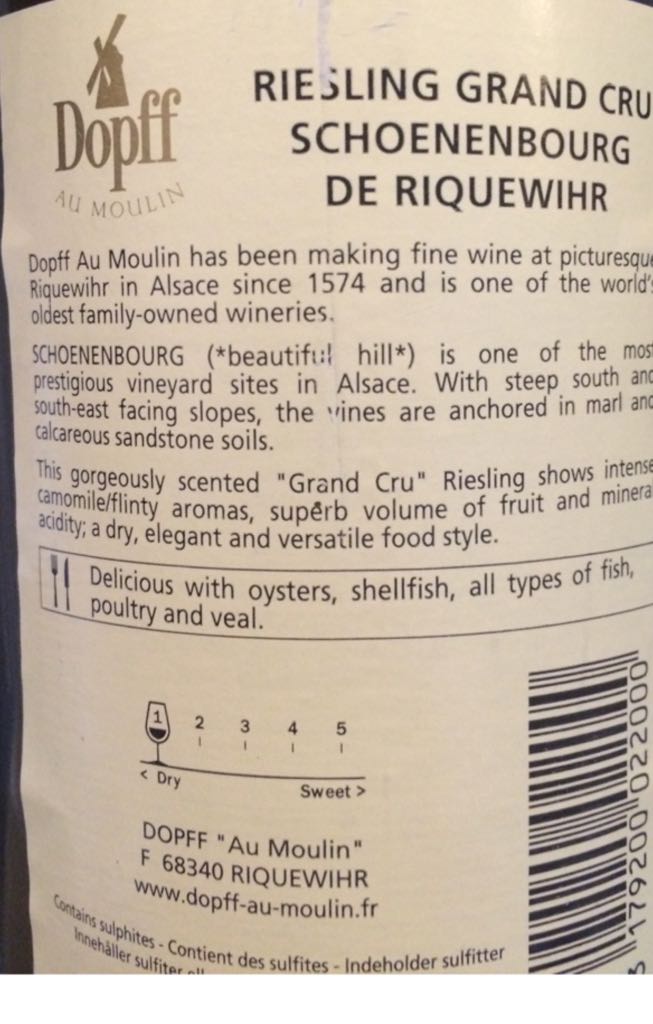 Dopff
AU MOULIN
RIESLING GRAND CRU
SCHOENENBOURG
DE RIQUEWIHR
Dopff Au Moulin has been making fine wine at picturesque
Riquewihr in Alsace since 1574 and is one of the world's
oldest family-owned wineries.
SCHOENENBOURG (*beautiful hill*) is one of the most
prestigious vineyard sites in Alsace. With steep south and
south-east facing slopes, the vines are anchored in marl and
calcareous sandstone soils.
This gorgeously scented "Grand Cru" Riesling shows intense
camomile/flinty aromas, superb volume of fruit and mineral
acidity; a dry, elegant and versatile food style.
Delicious with oysters, shellfish, all types of fish,
poultry and veal.
1 2 3 4 5
< Dry
Sweet >
DOPFF "Au Moulin"
F 68340 RIQUEWIHR
www.dopff-au-moulin.fr
Contains sulphites - Contient des sulfites - Indeholder sulfitter
Innehåller sulfiter
179200 022000